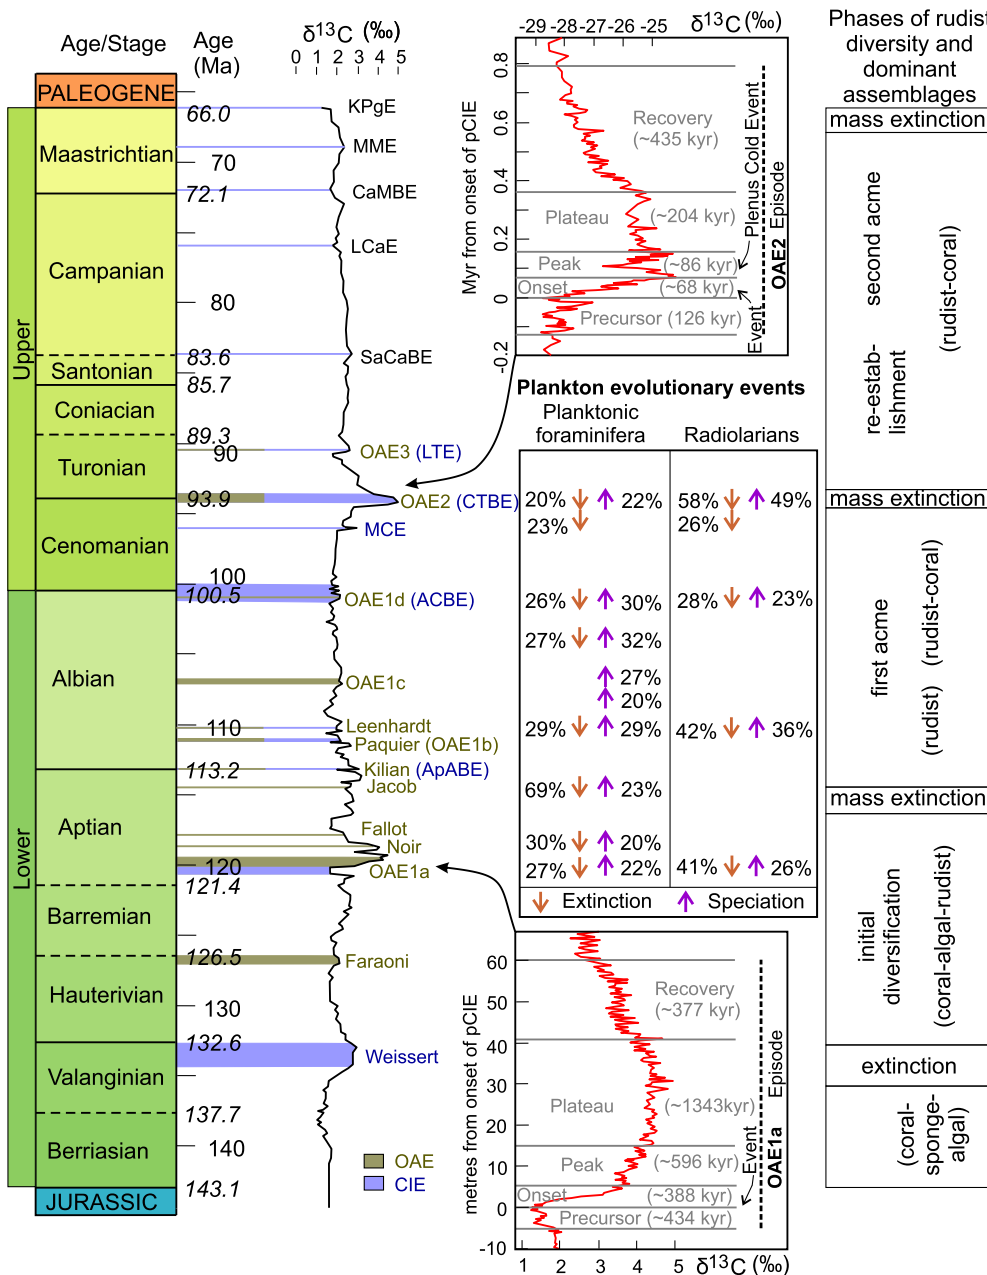 Age/Stage
Age
(Ma)
δ13C (‰)
0 1 2 3 4 5
PALEOGENE
66.0
Maastrichtian
70
72.1
Campanian
80
83.6
Santonian
85.7
Coniacian
89.3
90
Turonian
93.9
Cenomanian
100
100.5
Albian
110
113.2
Aptian
120
121.4
Barremian
126.5
Hauterivian
130
132.6
Valanginian
137.7
Berriasian
140
143.1
JURASSIC
Upper
Lower
KPgE
MME
CaMBE
LCaE
SaCaBE
OAE3 (LTE)
OAE2 (CTBE)
MCE
OAE1d (ACBE)
OAE1c
Leenhardt
Paquier (OAE1b)
Kilian (ApABE)
Jacob
Fallot
Noir
OAE1a
Faraoni
Weissert
OAE
CIE
-29 -28 -27 -26 -25 δ13C (‰)
Myr from onset of pCIE
0.8
0.6
0.4
0.2
0
-0.2
Recovery
(~435 kyr)
Plateau (~204 kyr)
Peak (~86 kyr)
Onset (~68 kyr)
Precursor (126 kyr)
Plenus Cold Event
Event
OAE2 Episode
Plankton evolutionary events
Planktonic
foraminifera
Radiolarians
20% 22% 58% 49%
23% 26%
26% 30% 28% 23%
27% 32%
27%
20%
29% 29% 42% 36%
69% 23%
30% 20%
27% 22% 41% 26%
Extinction Speciation
metres from onset of pCIE
60
50
40
30
20
10
0
-10
Recovery
(~377 kyr)
Plateau (~1343kyr)
Peak (~596 kyr)
Onset (~388 kyr)
Precursor (~434 kyr)
Event
OAE1a Episode
1 2 3 4 5 δ13C (‰)
Phases of rudist
diversity and
dominant
assemblages
mass extinction
second acme
(rudist-coral)
re-estab-
lishment
mass extinction
first acme
(rudist) (rudist-coral)
mass extinction
initial
diversification
(coral-algal-rudist)
extinction
(coral-
sponge-
algal)